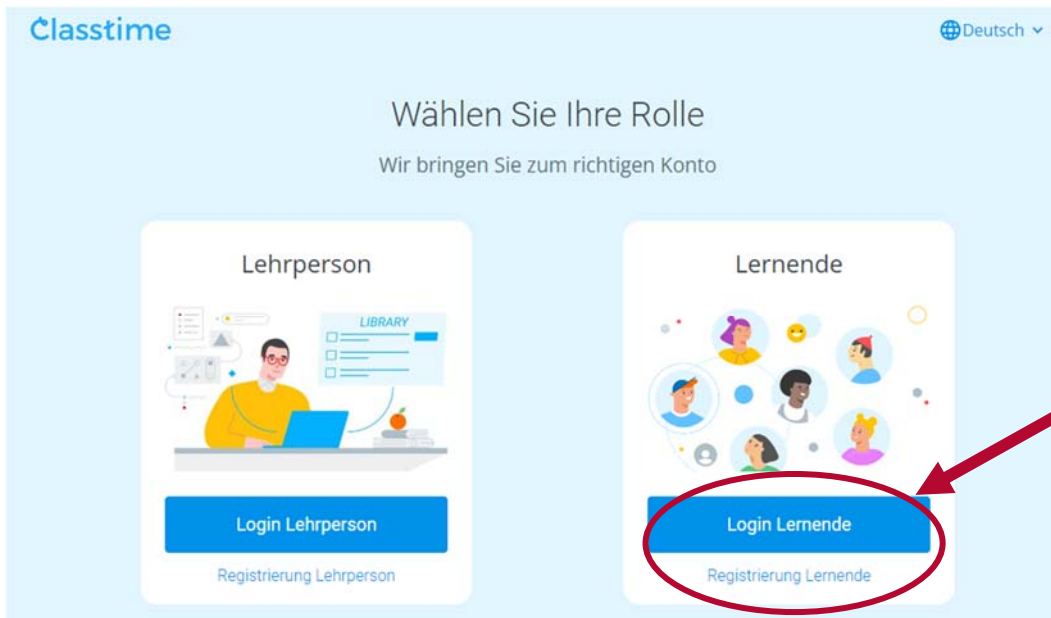 Classtime
Deutsch
Wählen Sie Ihre Rolle
Wir bringen Sie zum richtigen Konto
Lehrperson
LIBRARY
Login Lehrperson
Registrierung Lehrperson
Lernende
Login Lernende
Registrierung Lernende